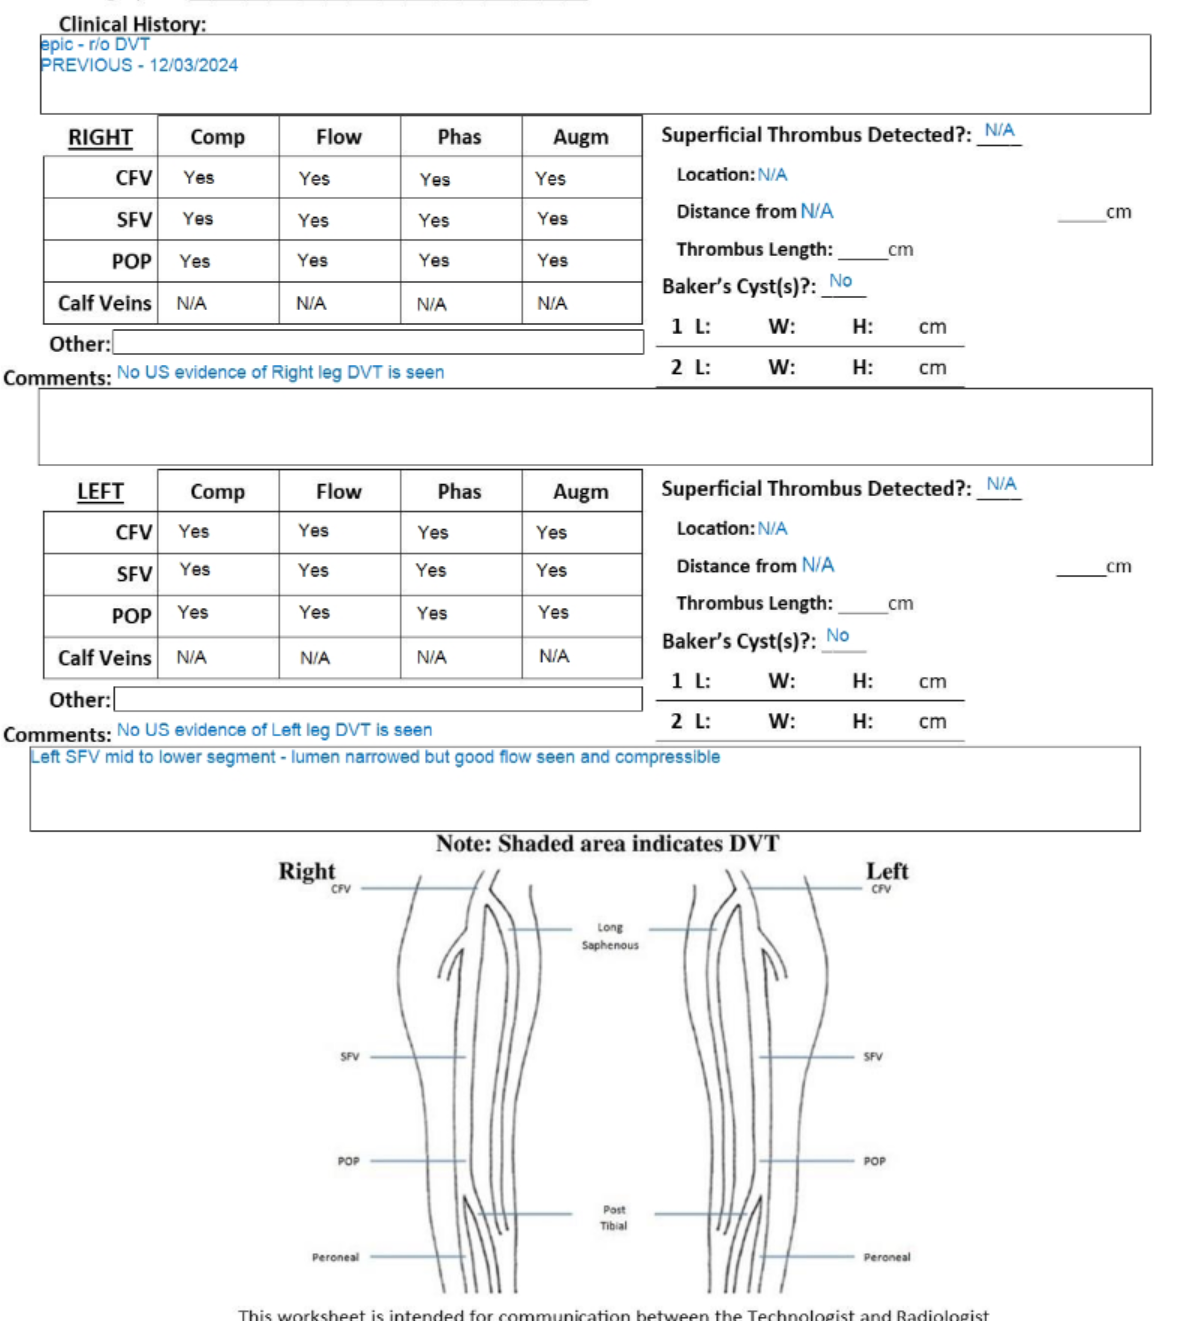 Clinical History:
epic - r/o DVT
PREVIOUS - 12/03/2024
RIGHT Comp Flow Phas Augm
CFV Yes Yes Yes Yes
SFV Yes Yes Yes Yes
POP Yes Yes Yes Yes
Calf Veins N/A N/A N/A N/A
Other:
Superficial Thrombus Detected?: N/A
Location: N/A
Distance from N/A _____cm
Thrombus Length: _____cm
Baker's Cyst(s)?: No
1 L: W: H: cm
2 L: W: H: cm
Comments: No US evidence of Right leg DVT is seen
LEFT Comp Flow Phas Augm
CFV Yes Yes Yes Yes
SFV Yes Yes Yes Yes
POP Yes Yes Yes Yes
Calf Veins N/A N/A N/A N/A
Other:
Superficial Thrombus Detected?: N/A
Location: N/A
Distance from N/A _____cm
Thrombus Length: _____cm
Baker's Cyst(s)?: No
1 L: W: H: cm
2 L: W: H: cm
Comments: No US evidence of Left leg DVT is seen
Left SFV mid to lower segment - lumen narrowed but good flow seen and compressible
Note: Shaded area indicates DVT
Right Left
CFV CFV
Long
Saphenous
SFV SFV
POP POP
Post
Tibial
Peroneal Peroneal
This worksheet is intended for communication between the Technologist and Radiologist